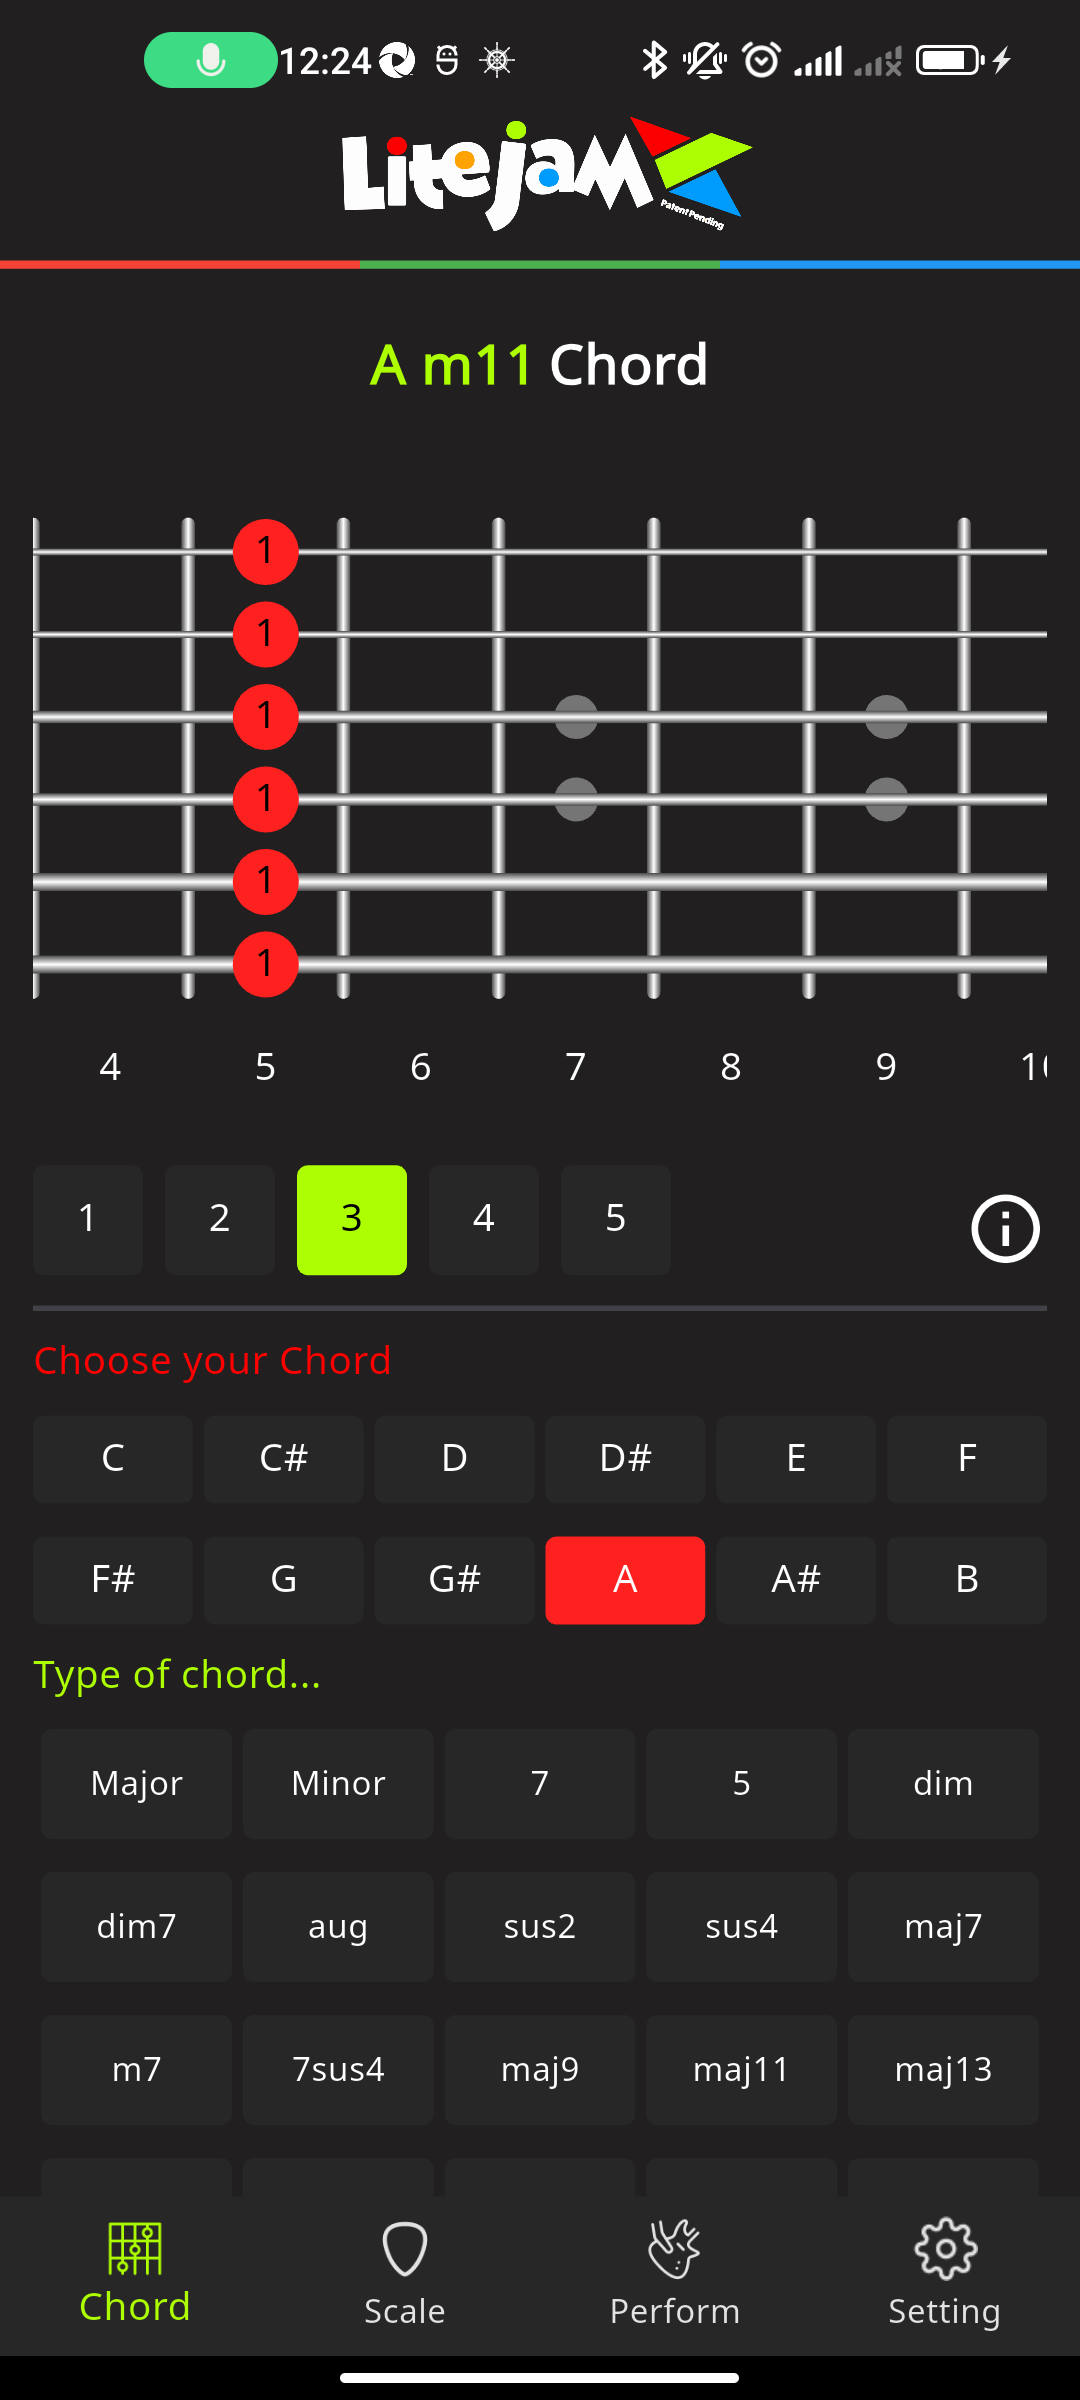 12:24
LiteJam
Patent Pending
A m11 Chord
1
1
1
1
1
1
4 5 6 7 8 9
1 2 3 4 5
Choose your Chord
C C# D D# E F
F# G G# A A# B
Type of chord...
Major Minor 7 5 dim
dim7 aug sus2 sus4 maj7
m7 7sus4 maj9 maj11 maj13
Chord Scale Perform Setting